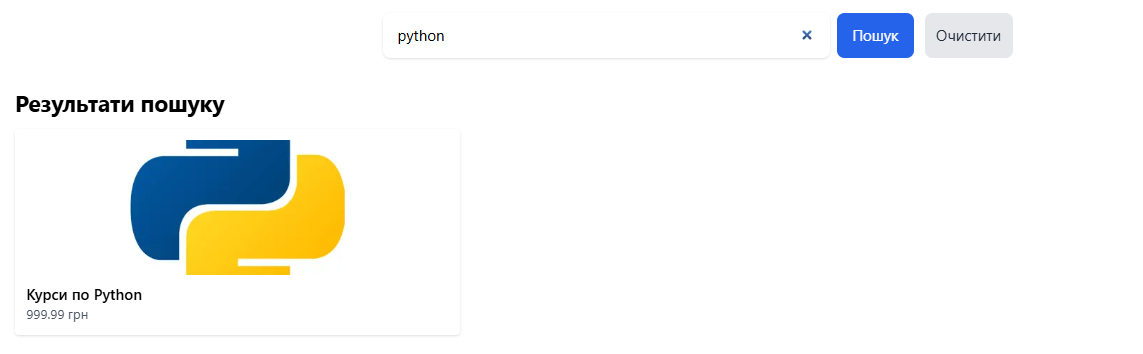 python × Пошук Очистити
Результати пошуку
Курси по Python
999.99 грн